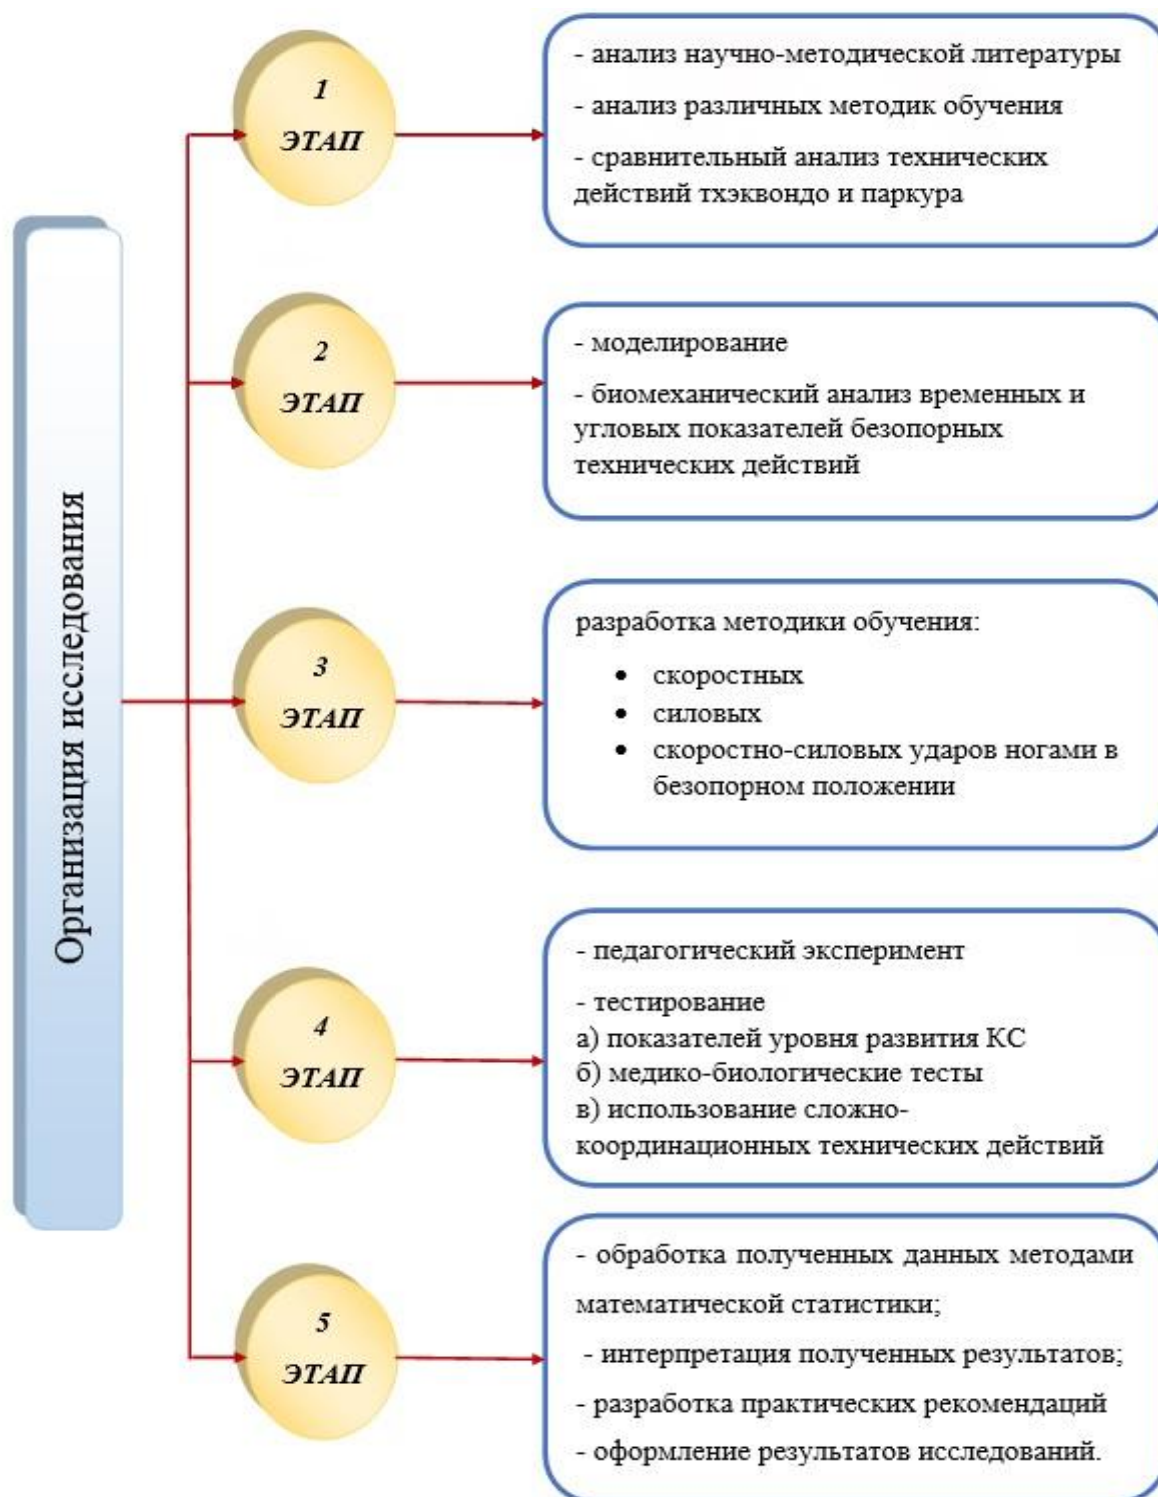 Организация исследования
1
ЭТАП
- анализ научно-методической литературы
- анализ различных методик обучения
- сравнительный анализ технических
действий тхэквондо и паркура
2
ЭТАП
- моделирование
- биомеханический анализ временных и
угловых показателей безопорных
технических действий
3
ЭТАП
разработка методики обучения:
• скоростных
• силовых
• скоростно-силовых ударов ногами в
безопорном положении
4
ЭТАП
- педагогический эксперимент
- тестирование
а) показателей уровня развития КС
б) медико-биологические тесты
в) использование сложно-
координационных технических действий
5
ЭТАП
- обработка полученных данных методами
математической статистики;
- интерпретация полученных результатов;
- разработка практических рекомендаций
- оформление результатов исследований.